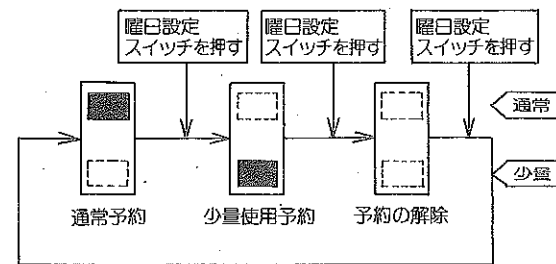 曜日設定
スイッチを押す
曜日設定
スイッチを押す
曜日設定
スイッチを押す
通常
少量
通常予約
少量使用予約
予約の解除